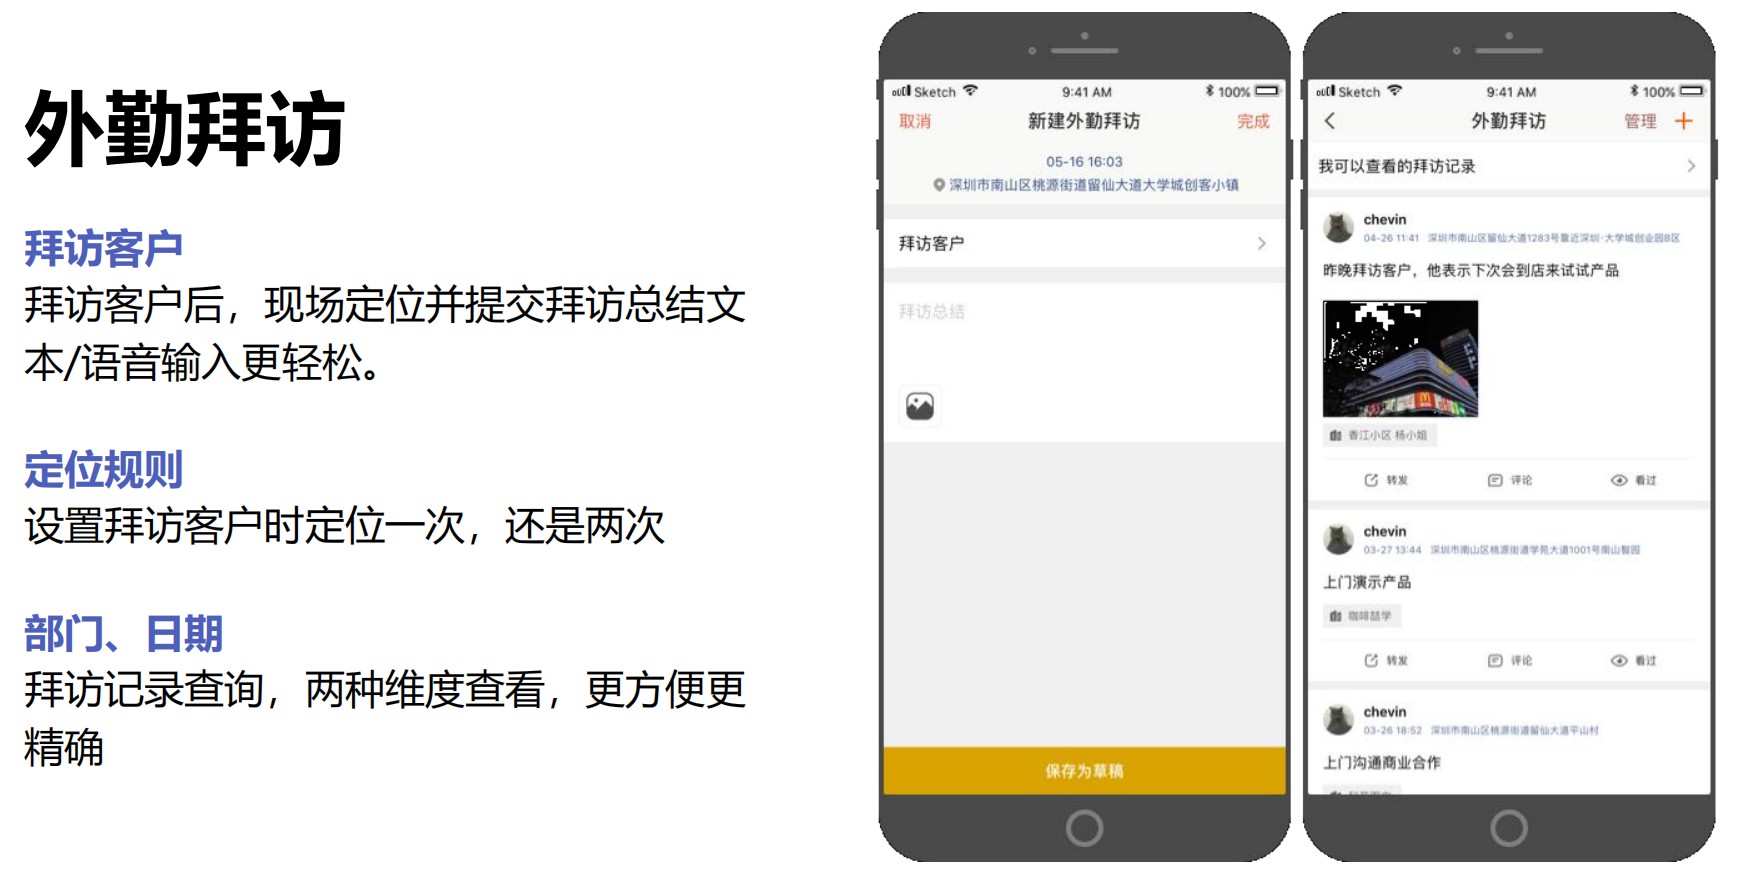 外勤拜访
拜访客户
拜访客户后，现场定位并提交拜访总结文
本/语音输入更轻松。
定位规则
设置拜访客户时定位一次，还是两次
部门、日期
拜访记录查询，两种维度查看，更方便更
精确
Sketch 9:41 AM 100%
取消 新建外勤拜访 完成
05-16 16:03
深圳市南山区桃源街道留仙大道大学城创客小镇
拜访客户
拜访总结
保存为草稿
Sketch 9:41 AM 100%
外勤拜访 管理
我可以查看的拜访记录
chevin
04-26 11:41 深圳市南山区留仙大道1283号靠近深圳-大学城创业园B区
昨晚拜访客户，他表示下次会到店来试试产品
香江小区 杨小姐
转发 评论 看过
chevin
03-27 13:44 深圳市南山区桃源街道学苑大道1001号南山智园
上门演示产品
咖啡喆学
转发 评论 看过
chevin
03-26 18:52 深圳市南山区桃源街道留仙大道平山村
上门沟通商业合作